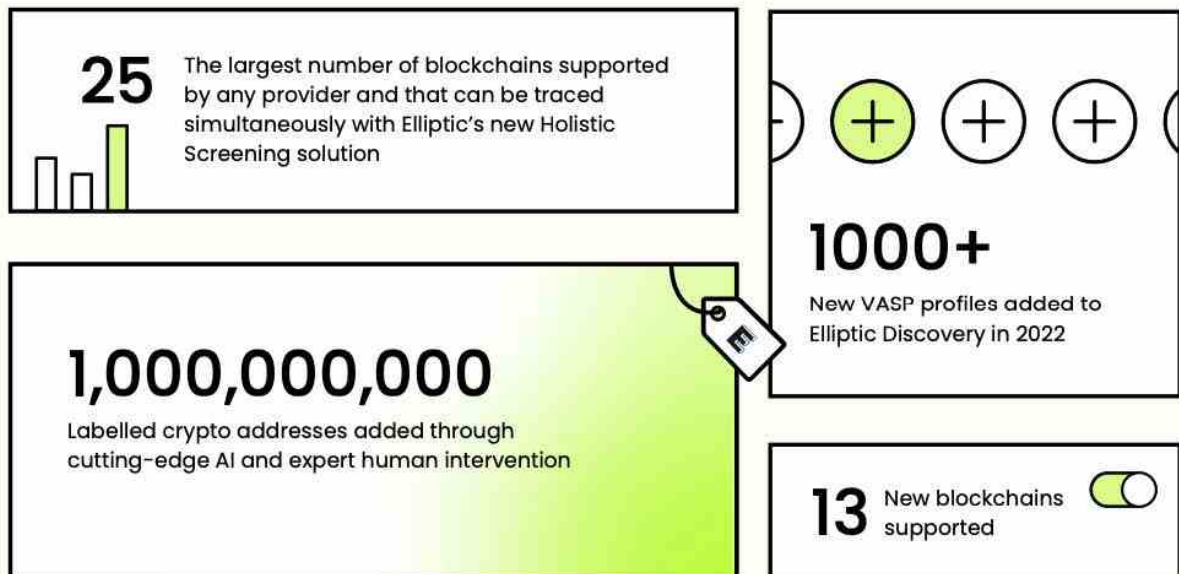 25
The largest number of blockchains supported
by any provider and that can be traced
simultaneously with Elliptic's new Holistic
Screening solution
1000+
New VASP profiles added to
Elliptic Discovery in 2022
E
1,000,000,000
Labelled crypto addresses added through
cutting-edge AI and expert human intervention
13
New blockchains
supported